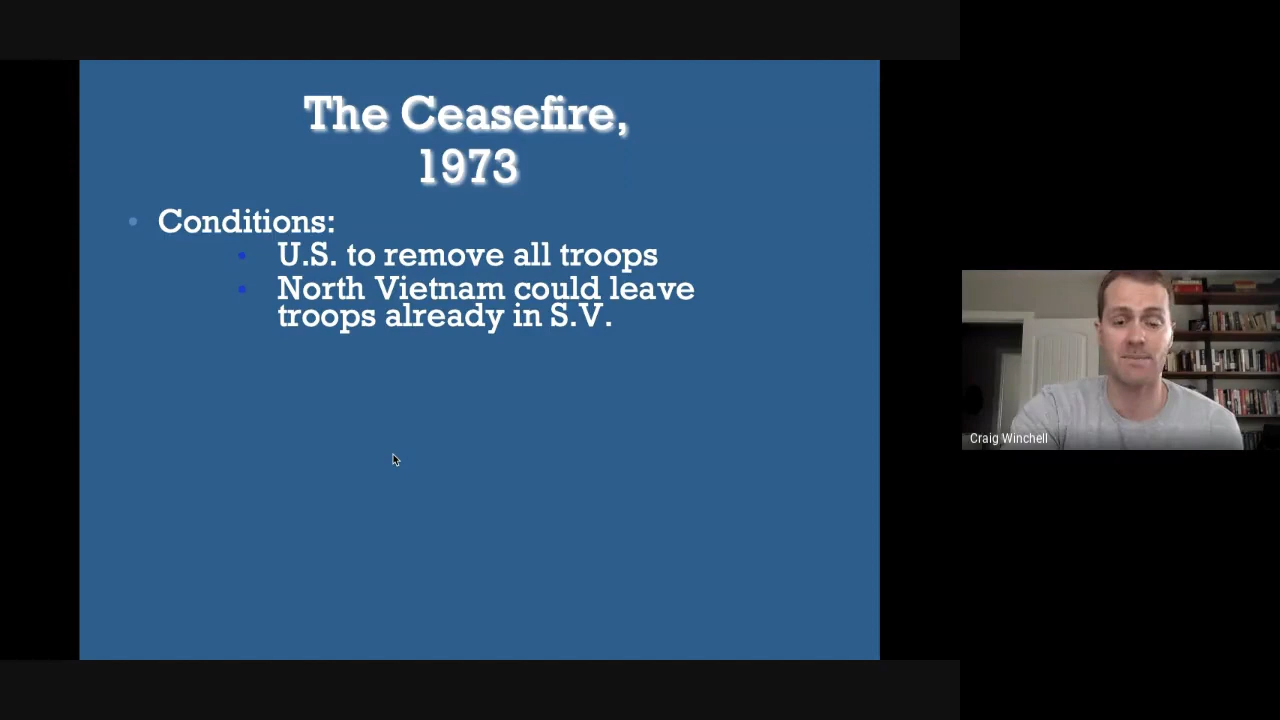 The Ceasefire,
1973
Conditions:
U.S. to remove all troops
North Vietnam could leave
troops already in S.V.
Craig Winchell